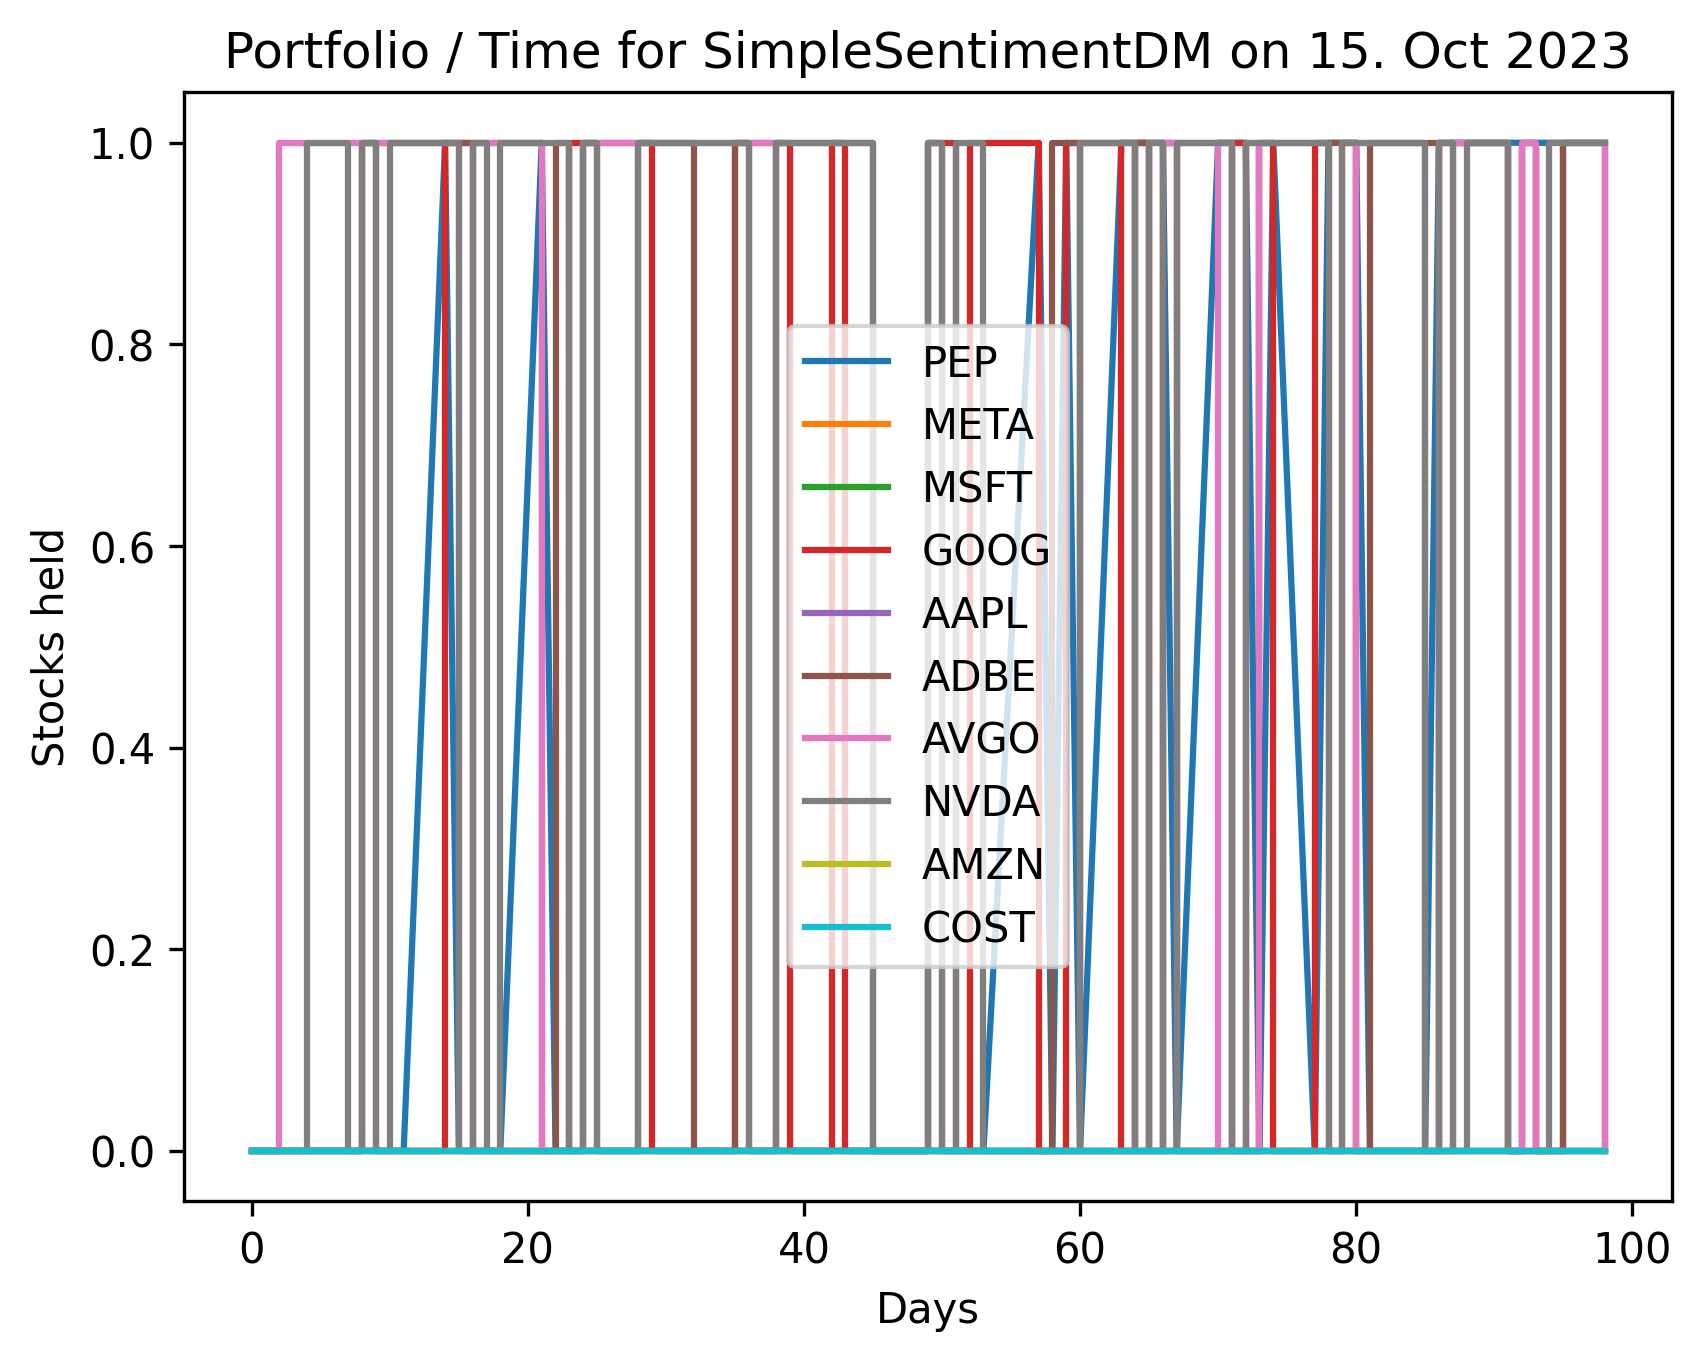 Portfolio / Time for SimpleSentimentDM on 15. Oct 2023
1.0
0.8
0.6
0.4
0.2
0.0
Stocks held
PEP
META
MSFT
GOOG
AAPL
ADBE
AVGO
NVDA
AMZN
COST
0 20 40 60 80 100
Days